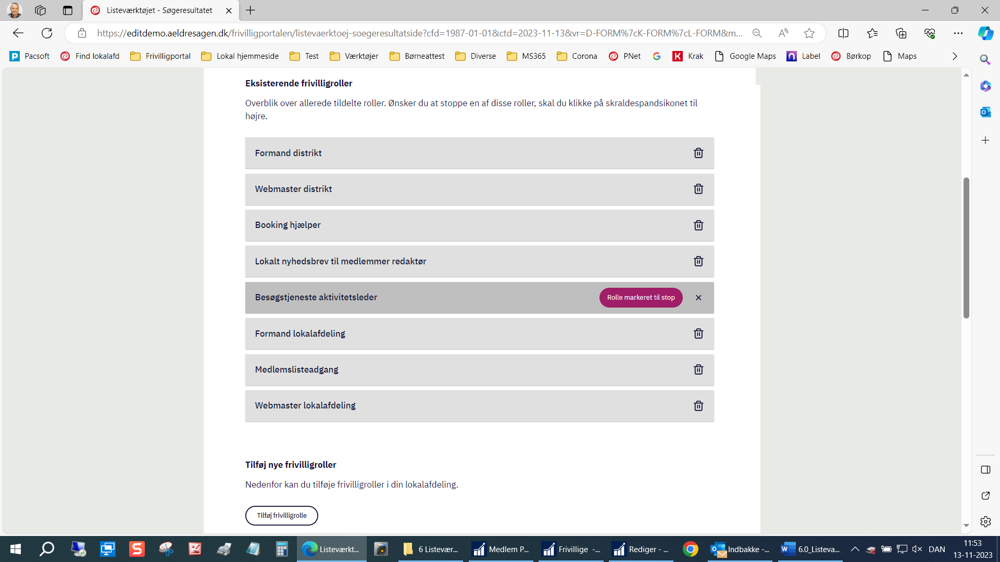 Listeværktøjet - Søgeresultatet
https://editdemo.aeldresagen.dk/frivilligportalen/listevaerktoej-soegeresultatside?cfd=1987-01-01&ctd=2023-11-13&vr=D-FORM%7cK-FORM%7cL-FORM&m...
Pacsoft Find lokalafd Frivilligportal Lokal hjemmeside Test Værktøjer Børneattest Diverse MS365 Corona PNet Krak Google Maps Label Børkop Maps
Eksisterende frivilligroller
Overblik over allerede tildelte roller. Ønsker du at stoppe en af disse roller, skal du klikke på skraldespandsikonet til
højre.
Formand distrikt
Webmaster distrikt
Booking hjælper
Lokalt nyhedsbrev til medlemmer redaktør
Besøgstjeneste aktivitetsleder Rolle markeret til stop
Formand lokalafdeling
Medlemslisteadgang
Webmaster lokalafdeling
Tilføj nye frivilligroller
Nedenfor kan du tilføje frivilligroller i din lokalafdeling.
Tilføj frivilligrolle
Listeværkt... 6 Listevær... Medlem P... Frivillige -... Rediger - ... Indbakke -... 6.0_Listeva... DAN 11:53
13-11-2023